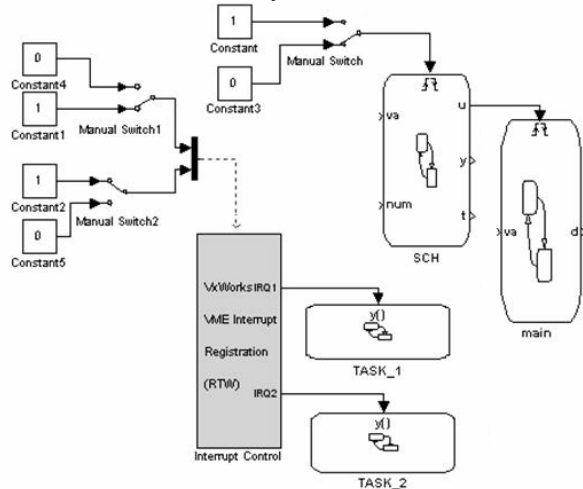 1
Constant
0
Constant3
Manual Switch
0
Constant4
1
Constant1
Manual Switch1
1
Constant2
0
Constant5
Manual Switch2
va
num
u
y
t
SCH
va
d
main
VxWorks IRQ1
VME Interrupt
Registration
(RTW)
IRQ2
Interrupt Control
y()
TASK_1
y()
TASK_2